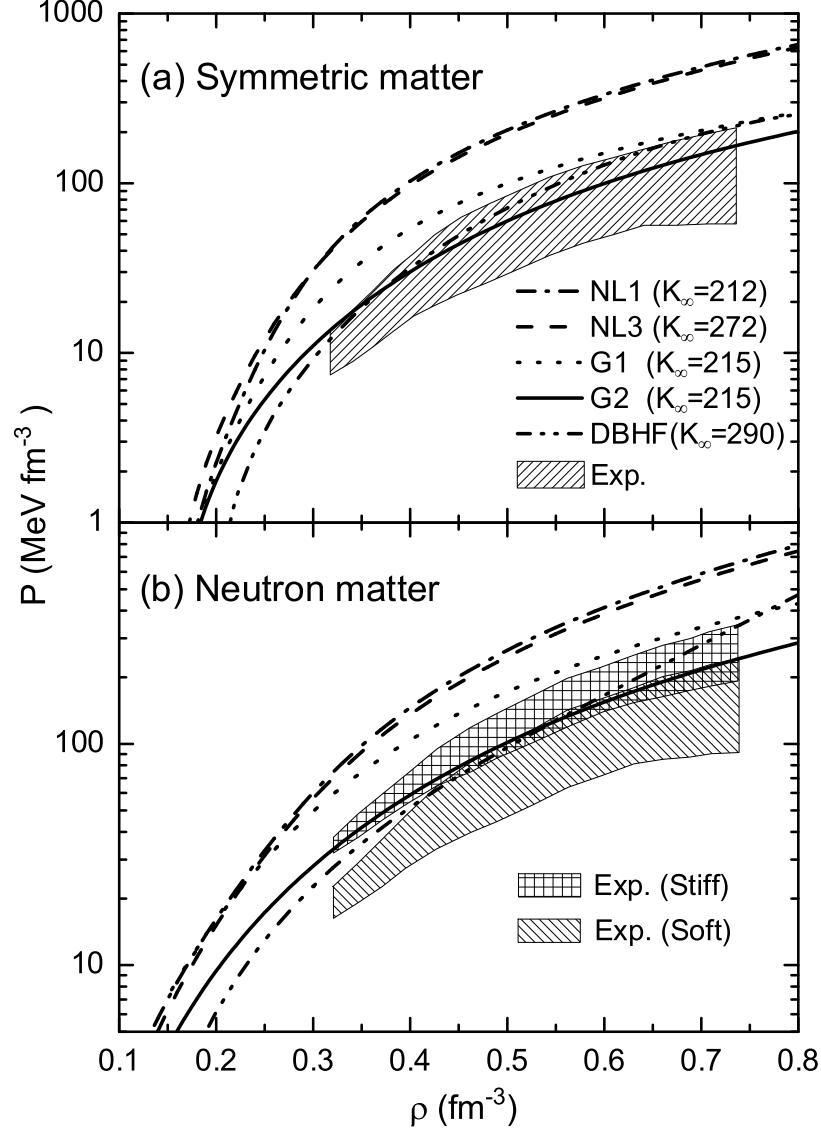 1000
(a) Symmetric matter
100
NL1 (K∞=212)
NL3 (K∞=272)
10
G1 (K∞=215)
G2 (K∞=215)
DBHF(K∞=290)
Exp.
1
P (MeV fm⁻³)
(b) Neutron matter
100
Exp. (Stiff)
Exp. (Soft)
10
0.1 0.2 0.3 0.4 0.5 0.6 0.7 0.8
ρ (fm⁻³)